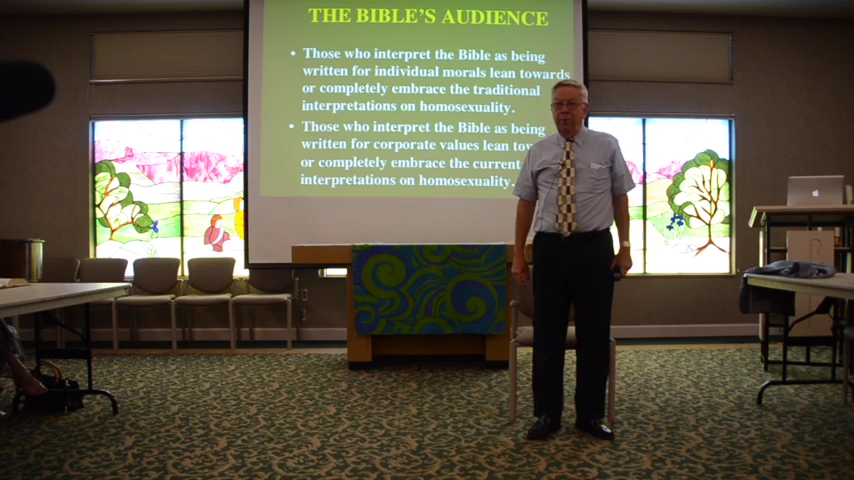 THE BIBLE'S AUDIENCE
• Those who interpret the Bible as being
written for individual morals lean towards
or completely embrace the traditional
interpretations on homosexuality.
• Those who interpret the Bible as being
written for corporate values lean
or completely embrace the current
interpretations on homosexuality.